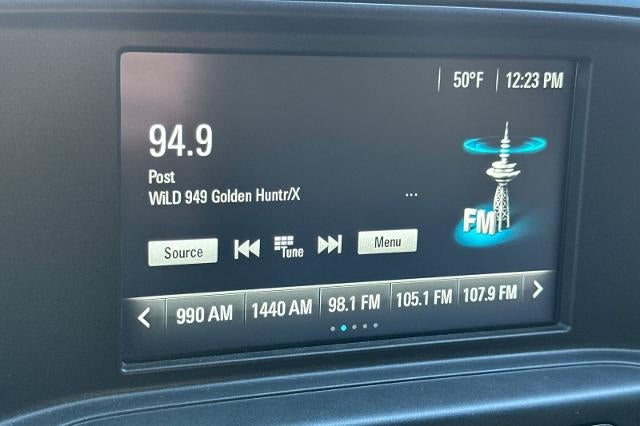 50°F 12:23 PM
94.9
Post
WiLD 949 Golden Huntr/X
...
FM
Source Tune Menu
990 AM 1440 AM 98.1 FM 105.1 FM 107.9 FM